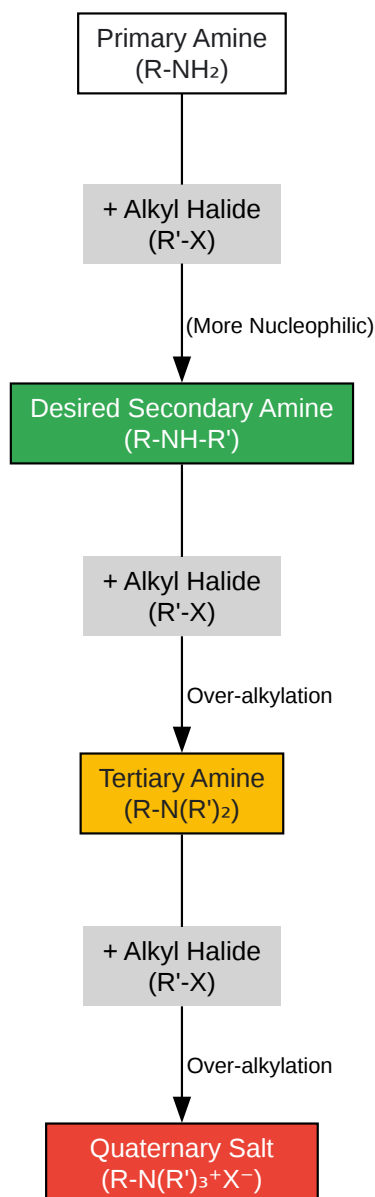 Primary Amine
(R-NH₂)
+ Alkyl Halide
(R'-X)
(More Nucleophilic)
Desired Secondary Amine
(R-NH-R')
+ Alkyl Halide
(R'-X)
Over-alkylation
Tertiary Amine
(R-N(R')₂)
+ Alkyl Halide
(R'-X)
Over-alkylation
Quaternary Salt
(R-N(R')₃⁺X⁻)